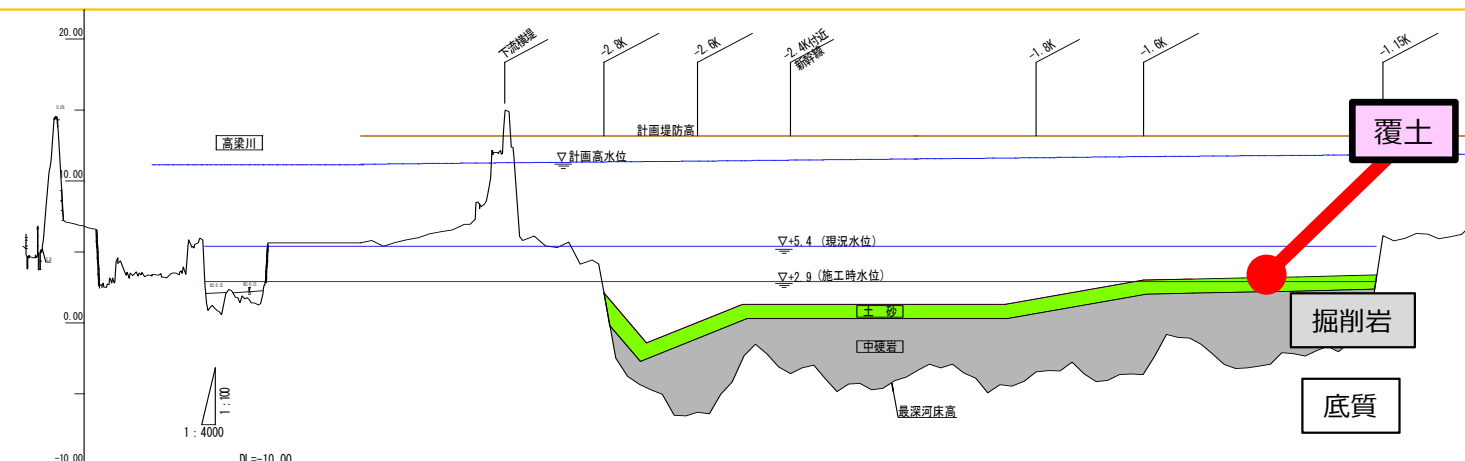 20.00
下流横堤
-2.8K
-2.6K
-2.4K付近
新幹線
-1.8K
-1.6K
-1.15K
高梁川
計画堤防高
覆土
▽計画高水位
10.00
▽+5.4 (現況水位)
▽+2.9 (施工時水位)
0.00
土 砂
掘削岩
中硬岩
1:100
最深河床高
底質
1:4000
DL=-10.00
-10.00